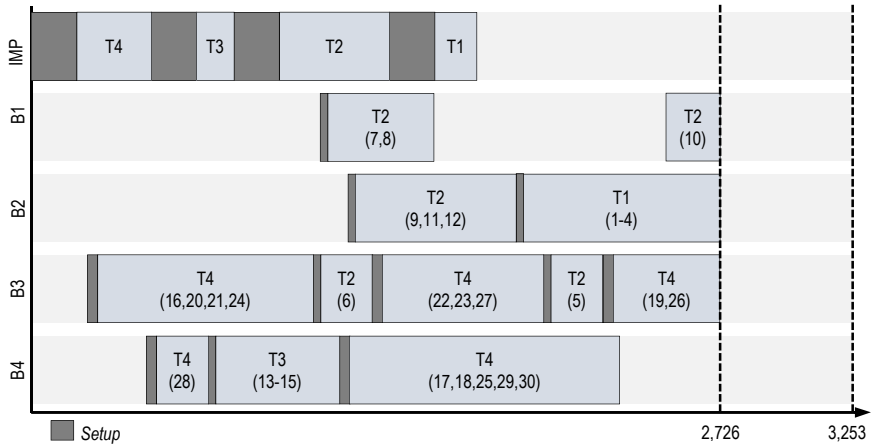 IMP
T4
T3
T2
T1
B1
T2
(7,8)
T2
(10)
B2
T2
(9,11,12)
T1
(1-4)
B3
T4
(16,20,21,24)
T2
(6)
T4
(22,23,27)
T2
(5)
T4
(19,26)
B4
T4
(28)
T3
(13-15)
T4
(17,18,25,29,30)
Setup
2,726
3,253